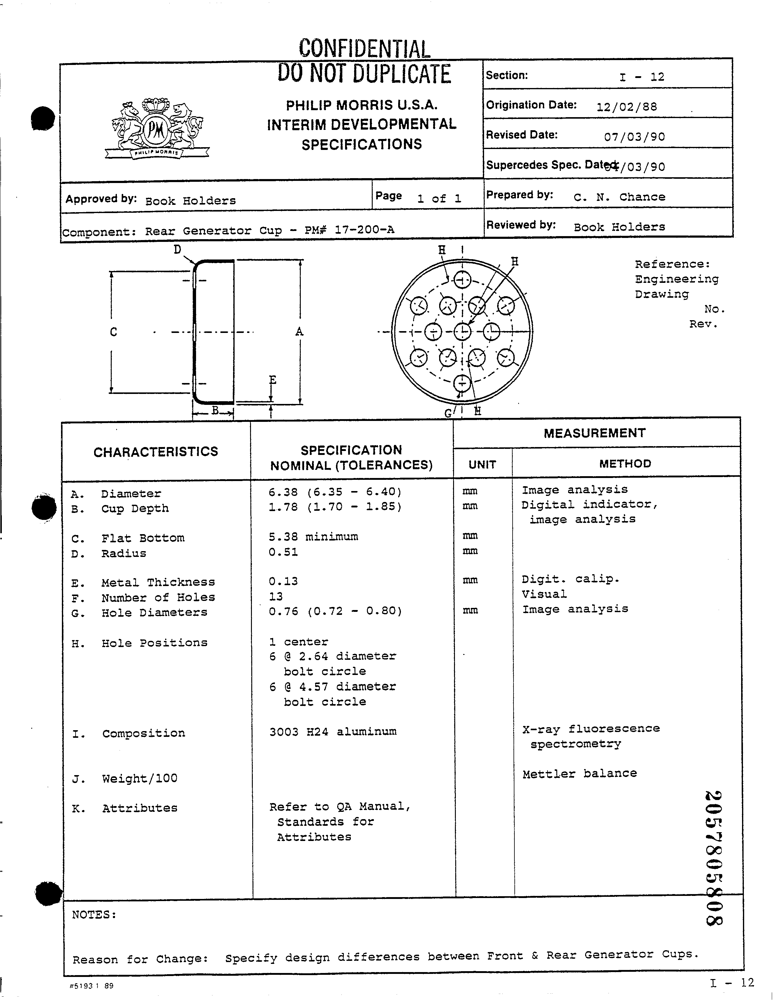 CONFIDENTIAL
DO NOT DUPLICATE
PHILIP MORRIS U.S.A.
INTERIM DEVELOPMENTAL
SPECIFICATIONS
PM
PHILIP MORRIS
Section: I - 12
Origination Date: 12/02/88
Revised Date: 07/03/90
Supercedes Spec. Dated: /03/90
Approved by: Book Holders
Page 1 of 1
Prepared by: C. N. Chance
Component: Rear Generator Cup - PM# 17-200-A
Reviewed by: Book Holders
D
H
H
C
A
E
B
G
H
Reference:
Engineering
Drawing
No.
Rev.
CHARACTERISTICS
SPECIFICATION
NOMINAL (TOLERANCES)
MEASUREMENT
UNIT METHOD
A. Diameter 6.38 (6.35 - 6.40) mm Image analysis
B. Cup Depth 1.78 (1.70 - 1.85) mm Digital indicator,
image analysis
C. Flat Bottom 5.38 minimum mm
D. Radius 0.51 mm
E. Metal Thickness 0.13 mm Digit. calip.
F. Number of Holes 13 Visual
G. Hole Diameters 0.76 (0.72 - 0.80) mm Image analysis
H. Hole Positions 1 center
6 @ 2.64 diameter
bolt circle
6 @ 4.57 diameter
bolt circle
I. Composition 3003 H24 aluminum X-ray fluorescence
spectrometry
J. Weight/100 Mettler balance
K. Attributes Refer to QA Manual,
Standards for
Attributes
2057805808
NOTES:
Reason for Change: Specify design differences between Front & Rear Generator Cups.
#5193 1 89
I - 12